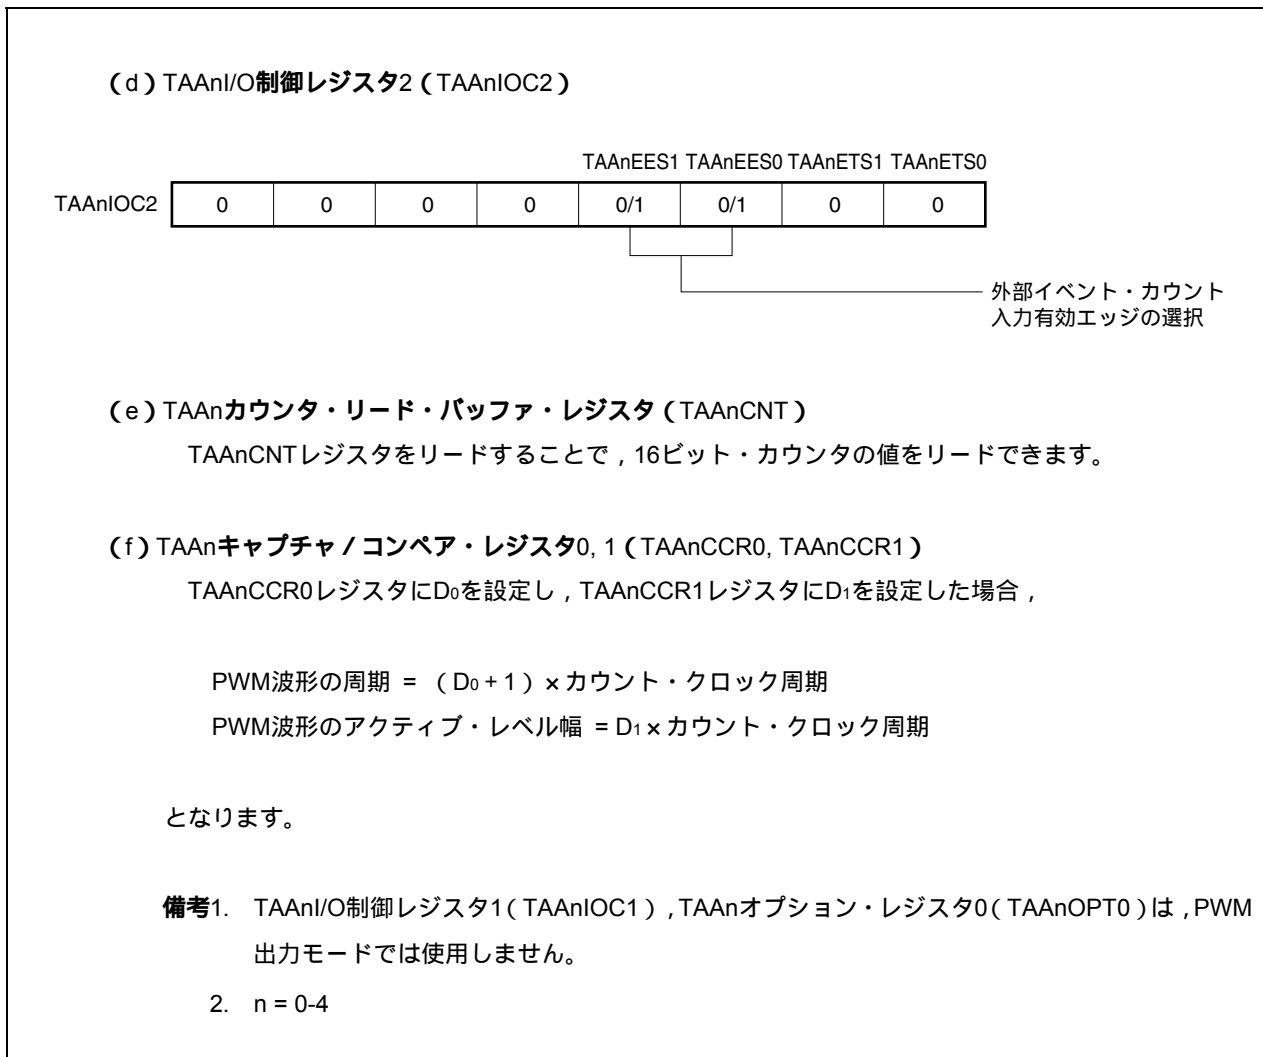 （d）TAAnI/O制御レジスタ2（TAAnIOC2）
TAAnEES1 TAAnEES0 TAAnETS1 TAAnETS0
TAAnIOC2 0 0 0 0 0/1 0/1 0 0
外部イベント・カウント
入力有効エッジの選択
（e）TAAnカウンタ・リード・バッファ・レジスタ（TAAnCNT）
TAAnCNTレジスタをリードすることで，16ビット・カウンタの値をリードできます。
（f）TAAnキャプチャ／コンペア・レジスタ0, 1（TAAnCCR0, TAAnCCR1）
TAAnCCR0レジスタにD₀を設定し，TAAnCCR1レジスタにD₁を設定した場合，
PWM波形の周期 = （D₀＋1）×カウント・クロック周期
PWM波形のアクティブ・レベル幅 = D₁×カウント・クロック周期
となります。
備考1. TAAnI/O制御レジスタ1（TAAnIOC1），TAAnオプション・レジスタ0（TAAnOPT0）は，PWM
出力モードでは使用しません。
2. n = 0-4